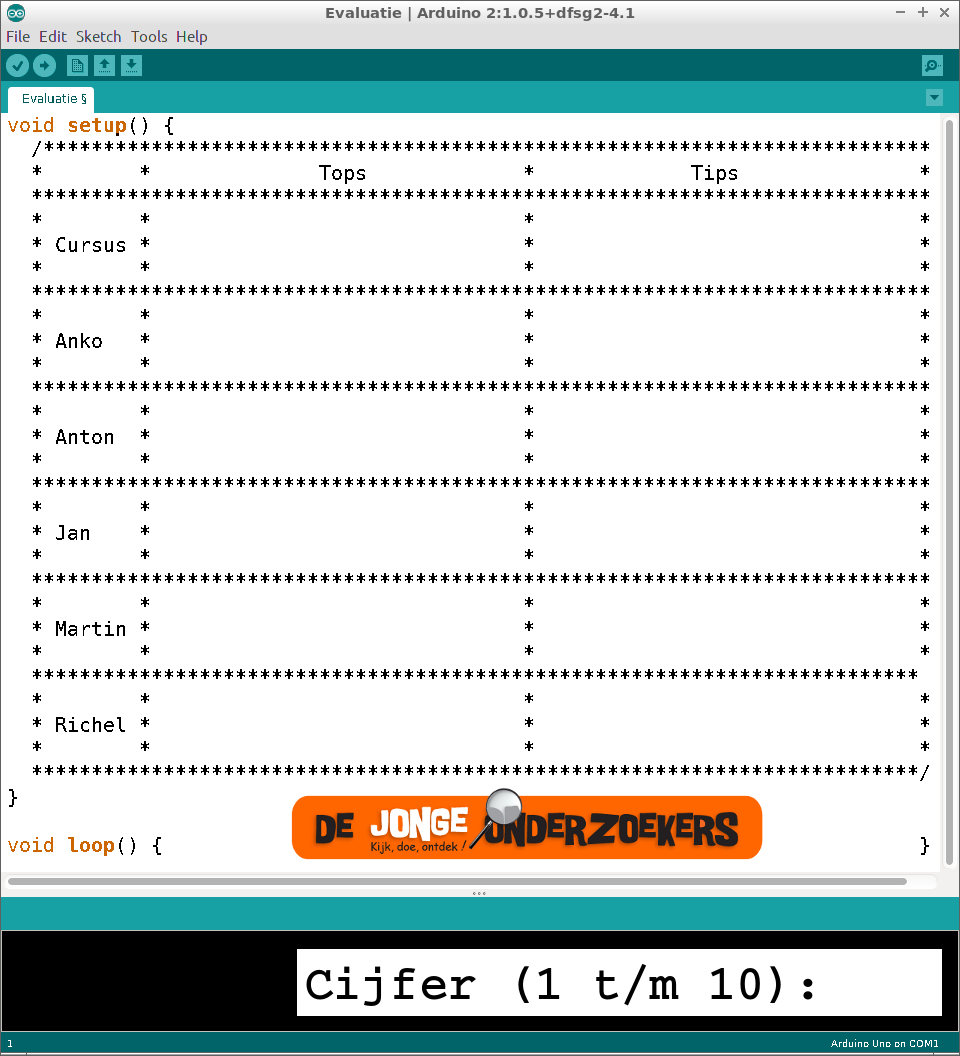 Evaluatie | Arduino 2:1.0.5+dfsg2-4.1
File Edit Sketch Tools Help
Evaluatie §
void setup() {
/***************************************************************************
* * Tops * Tips *
****************************************************************************
* * * *
* Cursus * * *
* * * *
****************************************************************************
* * * *
* Anko * * *
* * * *
****************************************************************************
* * * *
* Anton * * *
* * * *
****************************************************************************
* * * *
* Jan * * *
* * * *
****************************************************************************
* * * *
* Martin * * *
* * * *
***************************************************************************
* * * *
* Richel * * *
* * * *
***************************************************************************/
}
DE JONGE ONDERZOEKERS
Kijk, doe, ontdek!
void loop() { }
Cijfer (1 t/m 10):
1 Arduino Uno on COM1